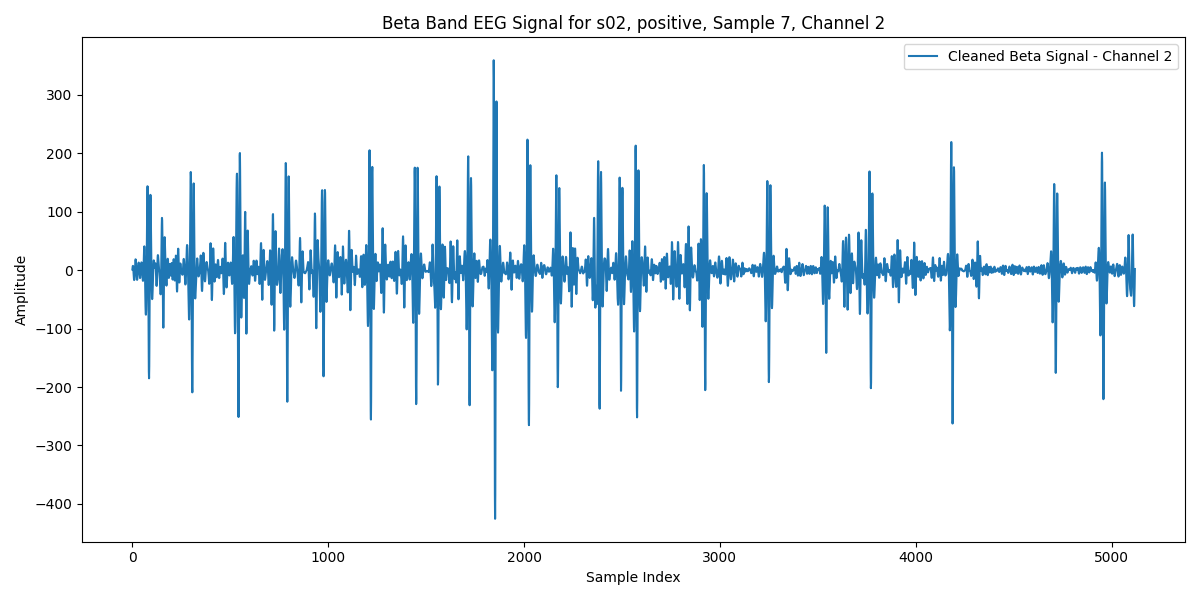 Beta Band EEG Signal for s02, positive, Sample 7, Channel 2
Cleaned Beta Signal - Channel 2
Amplitude
300
200
100
0
−100
−200
−300
−400
0 1000 2000 3000 4000 5000
Sample Index